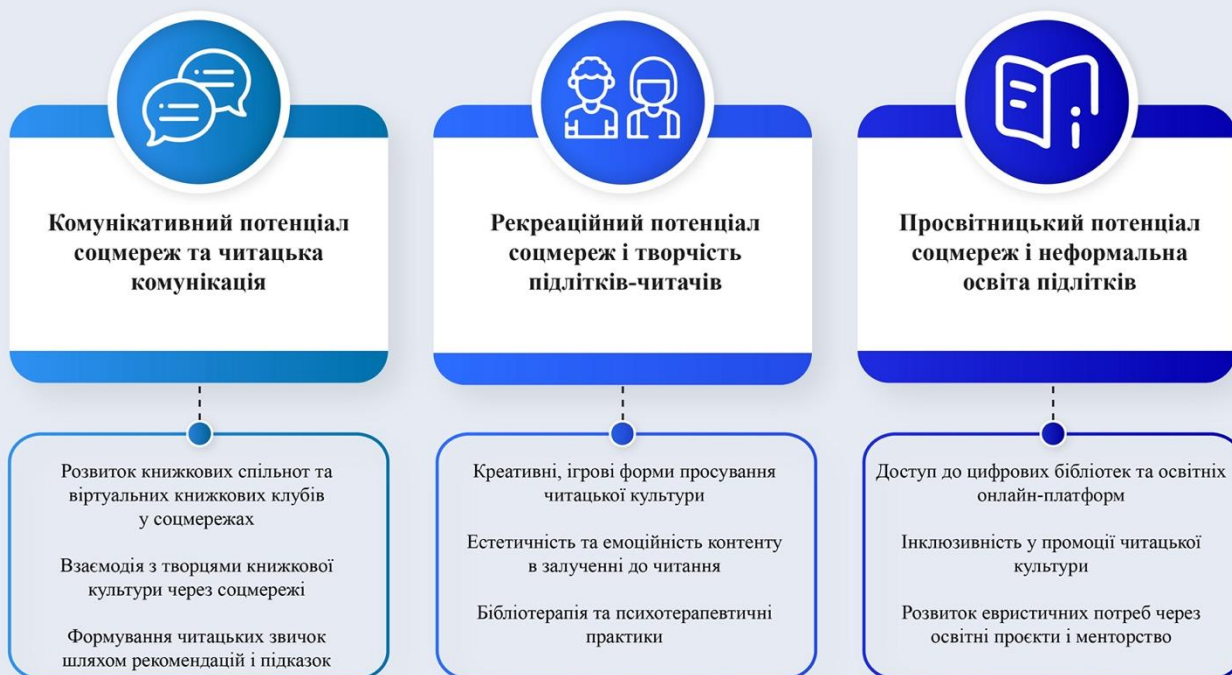 Комунікативний потенціал
соцмереж та читацька
комунікація
Розвиток книжкових спільнот та
віртуальних книжкових клубів
у соцмережах
Взаємодія з творцями книжкової
культури через соцмережі
Формування читацьких звичок
шляхом рекомендацій і підказок
Рекреаційний потенціал
соцмереж і творчість
підлітків-читачів
Креативні, ігрові форми просування
читацької культури
Естетичність та емоційність контенту
в залученні до читання
Бібліотерапія та психотерапевтичні
практики
Просвітницький потенціал
соцмереж і неформальна
освіта підлітків
Доступ до цифрових бібліотек та освітніх
онлайн-платформ
Інклюзивність у промоції читацької
культури
Розвиток евристичних потреб через
освітні проєкти і менторство